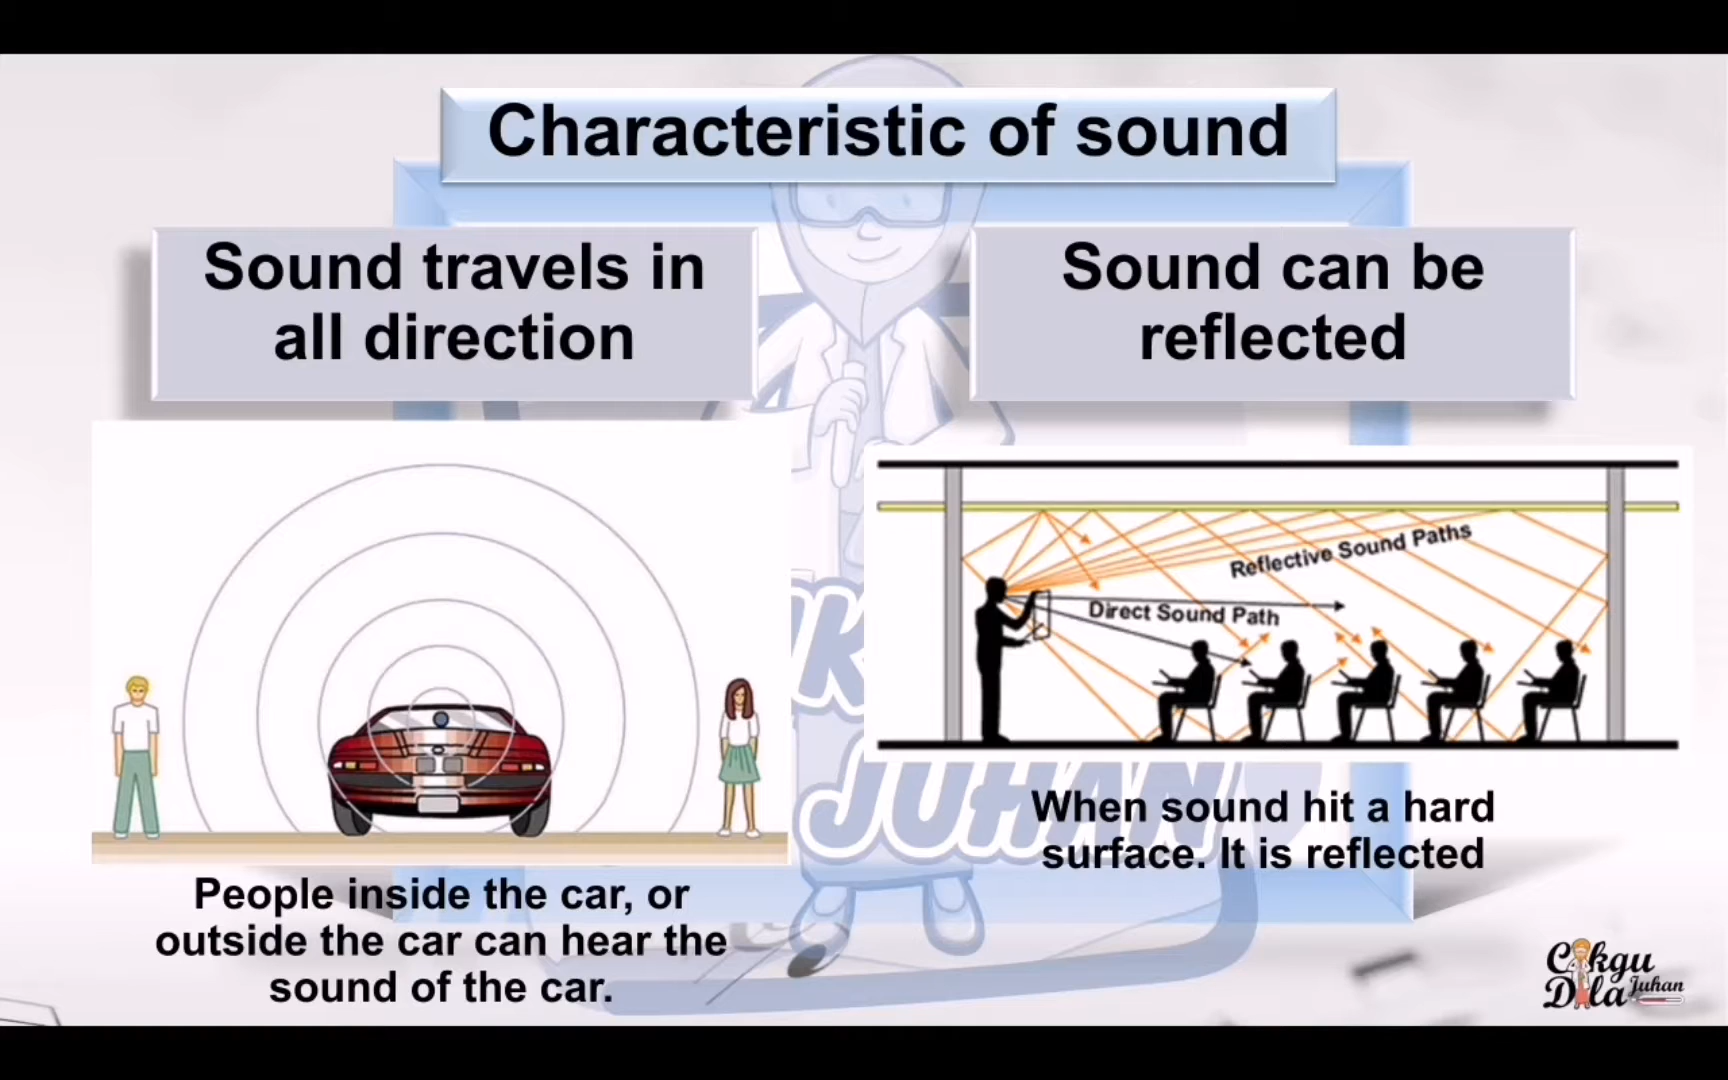 Characteristic of sound
Sound travels in
all direction
Sound can be
reflected
Reflective Sound Paths
Direct Sound Path
People inside the car, or
outside the car can hear the
sound of the car.
When sound hit a hard
surface. It is reflected
JUHAN
Cikgu
Dila Juhan